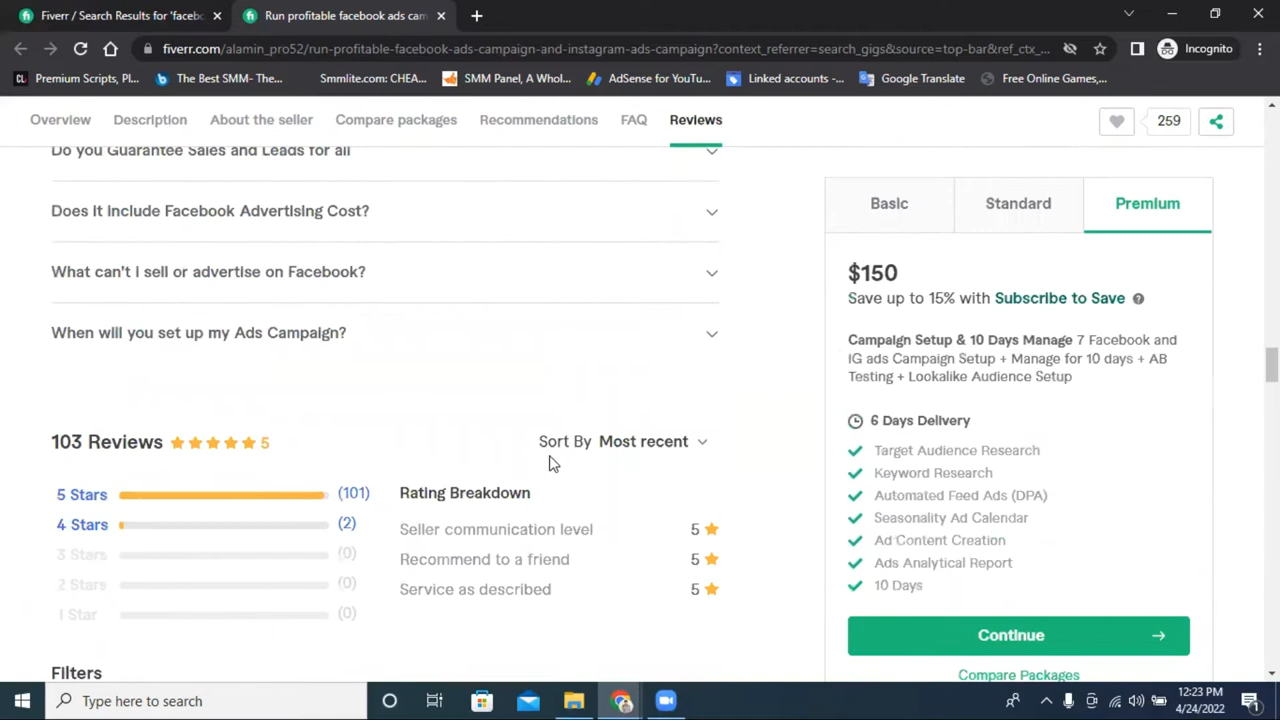 Fiverr / Search Results for 'facebo
Run profitable facebook ads cam
fiverr.com/alamin_pro52/run-profitable-facebook-ads-campaign-and-instagram-ads-campaign?context_referrer=search_gigs&source=top-bar&ref_ctx_...
Incognito
Premium Scripts, Pl...
The Best SMM- The...
Smmlite.com: CHEA...
SMM Panel, A Whol...
AdSense for YouTu...
Linked accounts -...
Google Translate
Free Online Games,...
Overview
Description
About the seller
Compare packages
Recommendations
FAQ
Reviews
259
Do you Guarantee Sales and Leads for all
Does It Include Facebook Advertising Cost?
What can't i sell or advertise on Facebook?
When will you set up my Ads Campaign?
103 Reviews
5
Sort By Most recent
5 Stars
(101)
4 Stars
(2)
3 Stars
(0)
2 Stars
(0)
1 Star
(0)
Rating Breakdown
Seller communication level
5
Recommend to a friend
5
Service as described
5
Filters
Basic
Standard
Premium
$150
Save up to 15% with Subscribe to Save
Campaign Setup & 10 Days Manage 7 Facebook and
IG ads Campaign Setup + Manage for 10 days + AB
Testing + Lookalike Audience Setup
6 Days Delivery
Target Audience Research
Keyword Research
Automated Feed Ads (DPA)
Seasonality Ad Calendar
Ad Content Creation
Ads Analytical Report
10 Days
Continue
Compare Packages
Type here to search
12:23 PM
4/24/2022